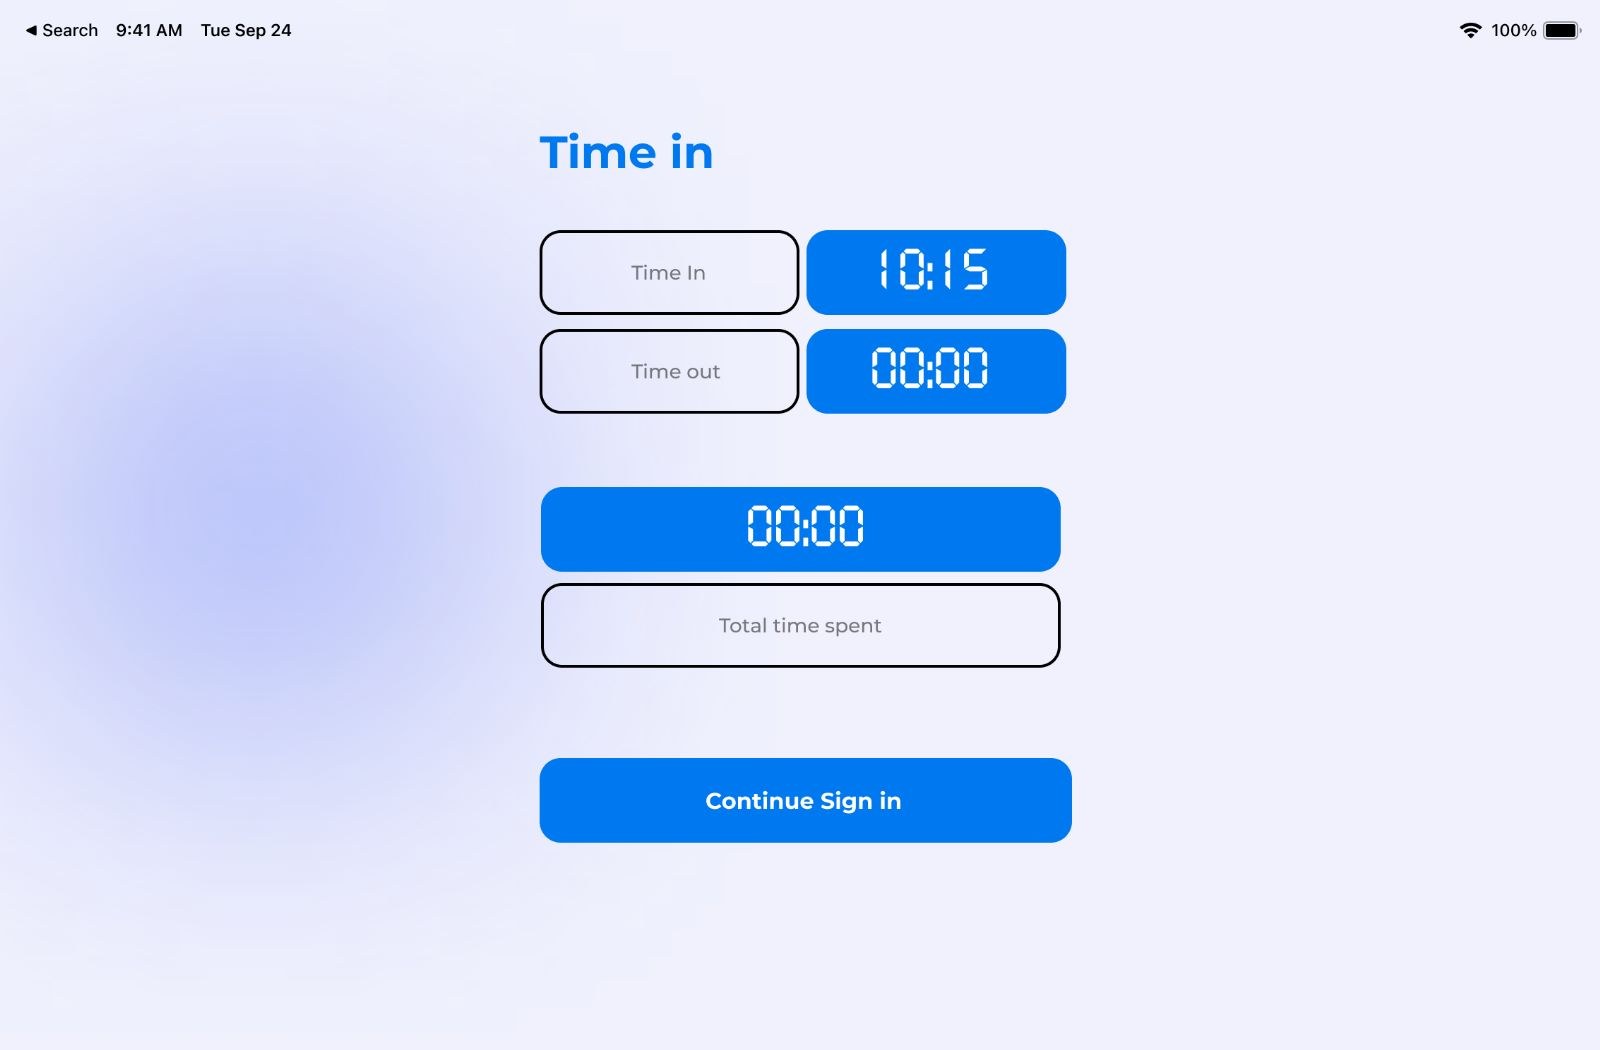 Search 9:41 AM Tue Sep 24 100%
Time in
Time In 10:15
Time out 00:00
00:00
Total time spent
Continue Sign in